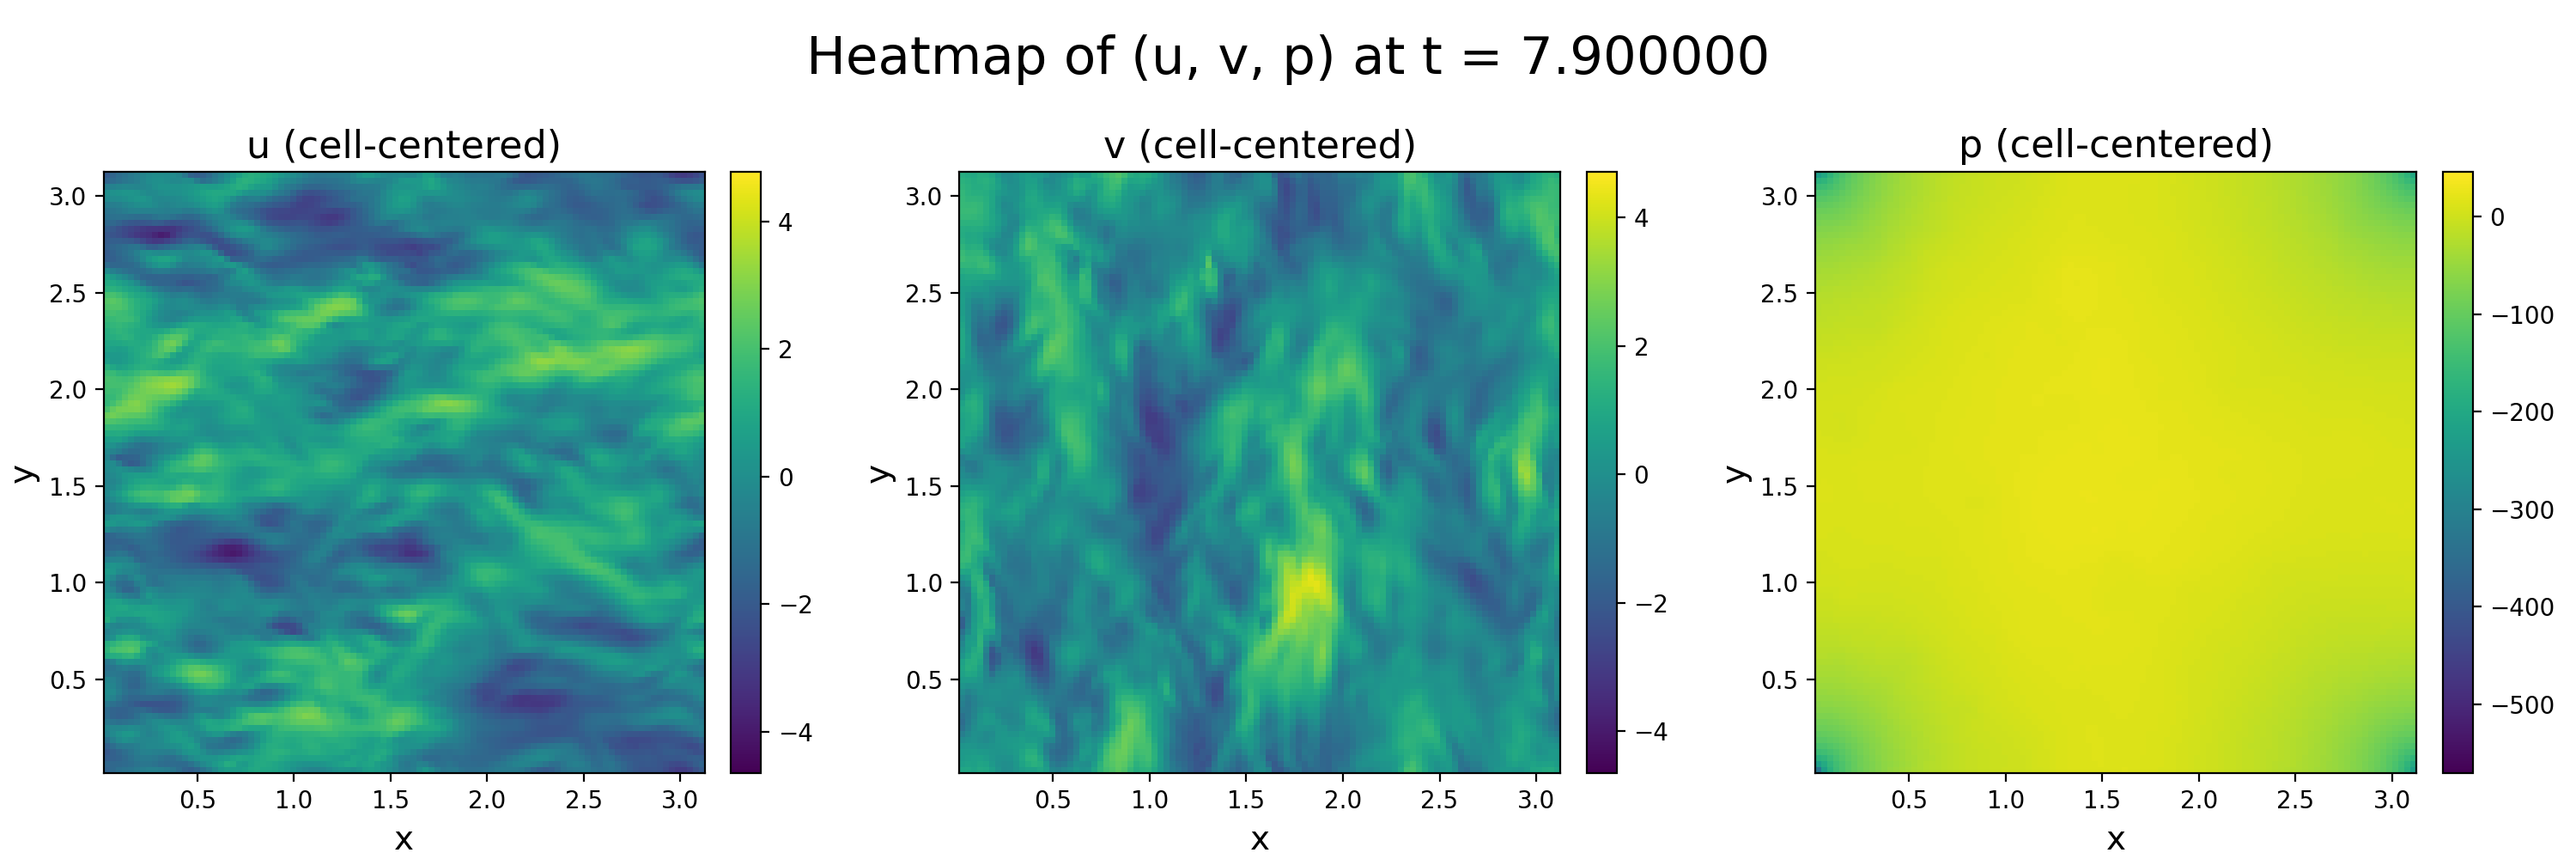 Heatmap of (u, v, p) at t = 7.900000
u (cell-centered)
3.0
2.5
2.0
1.5
1.0
0.5
y
0.5 1.0 1.5 2.0 2.5 3.0
x
4
2
0
−2
−4
v (cell-centered)
3.0
2.5
2.0
1.5
1.0
0.5
y
0.5 1.0 1.5 2.0 2.5 3.0
x
4
2
0
−2
−4
p (cell-centered)
3.0
2.5
2.0
1.5
1.0
0.5
y
0.5 1.0 1.5 2.0 2.5 3.0
x
0
−100
−200
−300
−400
−500